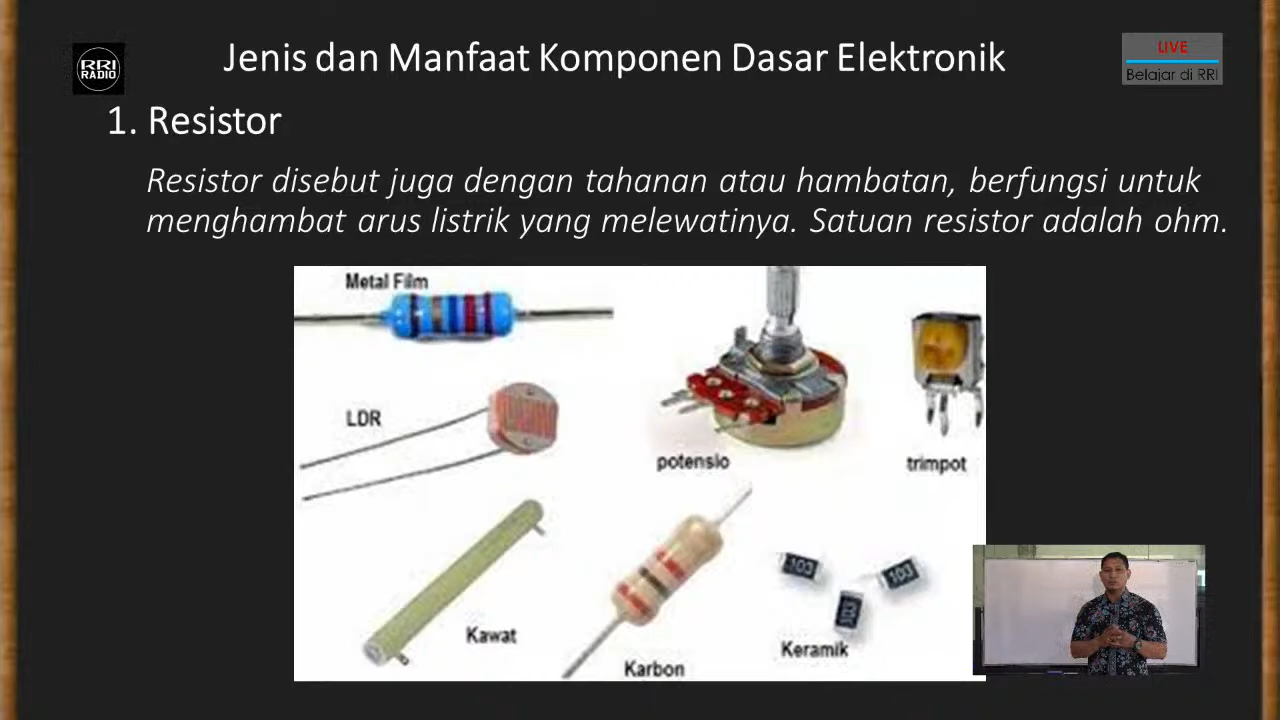 RRI
RADIO
Jenis dan Manfaat Komponen Dasar Elektronik
LIVE
Belajar di RRI
1. Resistor
Resistor disebut juga dengan tahanan atau hambatan, berfungsi untuk
menghambat arus listrik yang melewatinya. Satuan resistor adalah ohm.
Metal Film
LDR
potensio
trimpot
Kawat
Karbon
103
103
103
Keramik